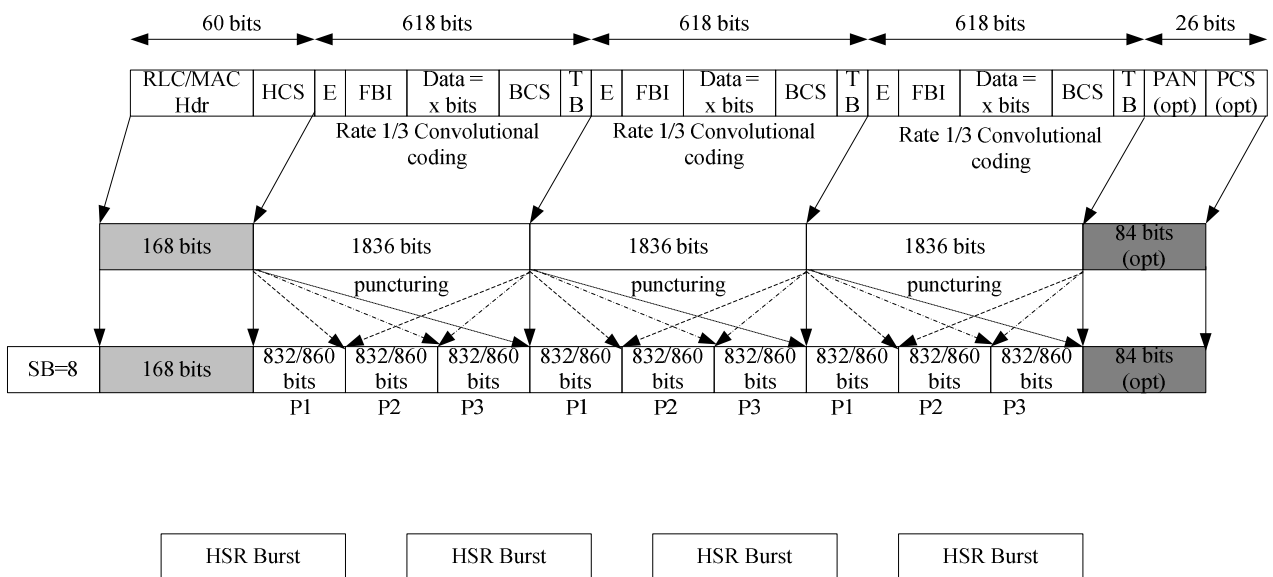 60 bits
618 bits
618 bits
618 bits
26 bits
RLC/MAC
Hdr
HCS
E
FBI
Data =
x bits
BCS
T
B
E
FBI
Data =
x bits
BCS
T
B
E
FBI
Data =
x bits
BCS
T
B
PAN
(opt)
PCS
(opt)
Rate 1/3 Convolutional
coding
Rate 1/3 Convolutional
coding
Rate 1/3 Convolutional
coding
168 bits
1836 bits
1836 bits
1836 bits
84 bits
(opt)
puncturing
puncturing
puncturing
SB=8
168 bits
832/860
bits
832/860
bits
832/860
bits
832/860
bits
832/860
bits
832/860
bits
832/860
bits
832/860
bits
832/860
bits
84 bits
(opt)
P1
P2
P3
P1
P2
P3
P1
P2
P3
HSR Burst
HSR Burst
HSR Burst
HSR Burst